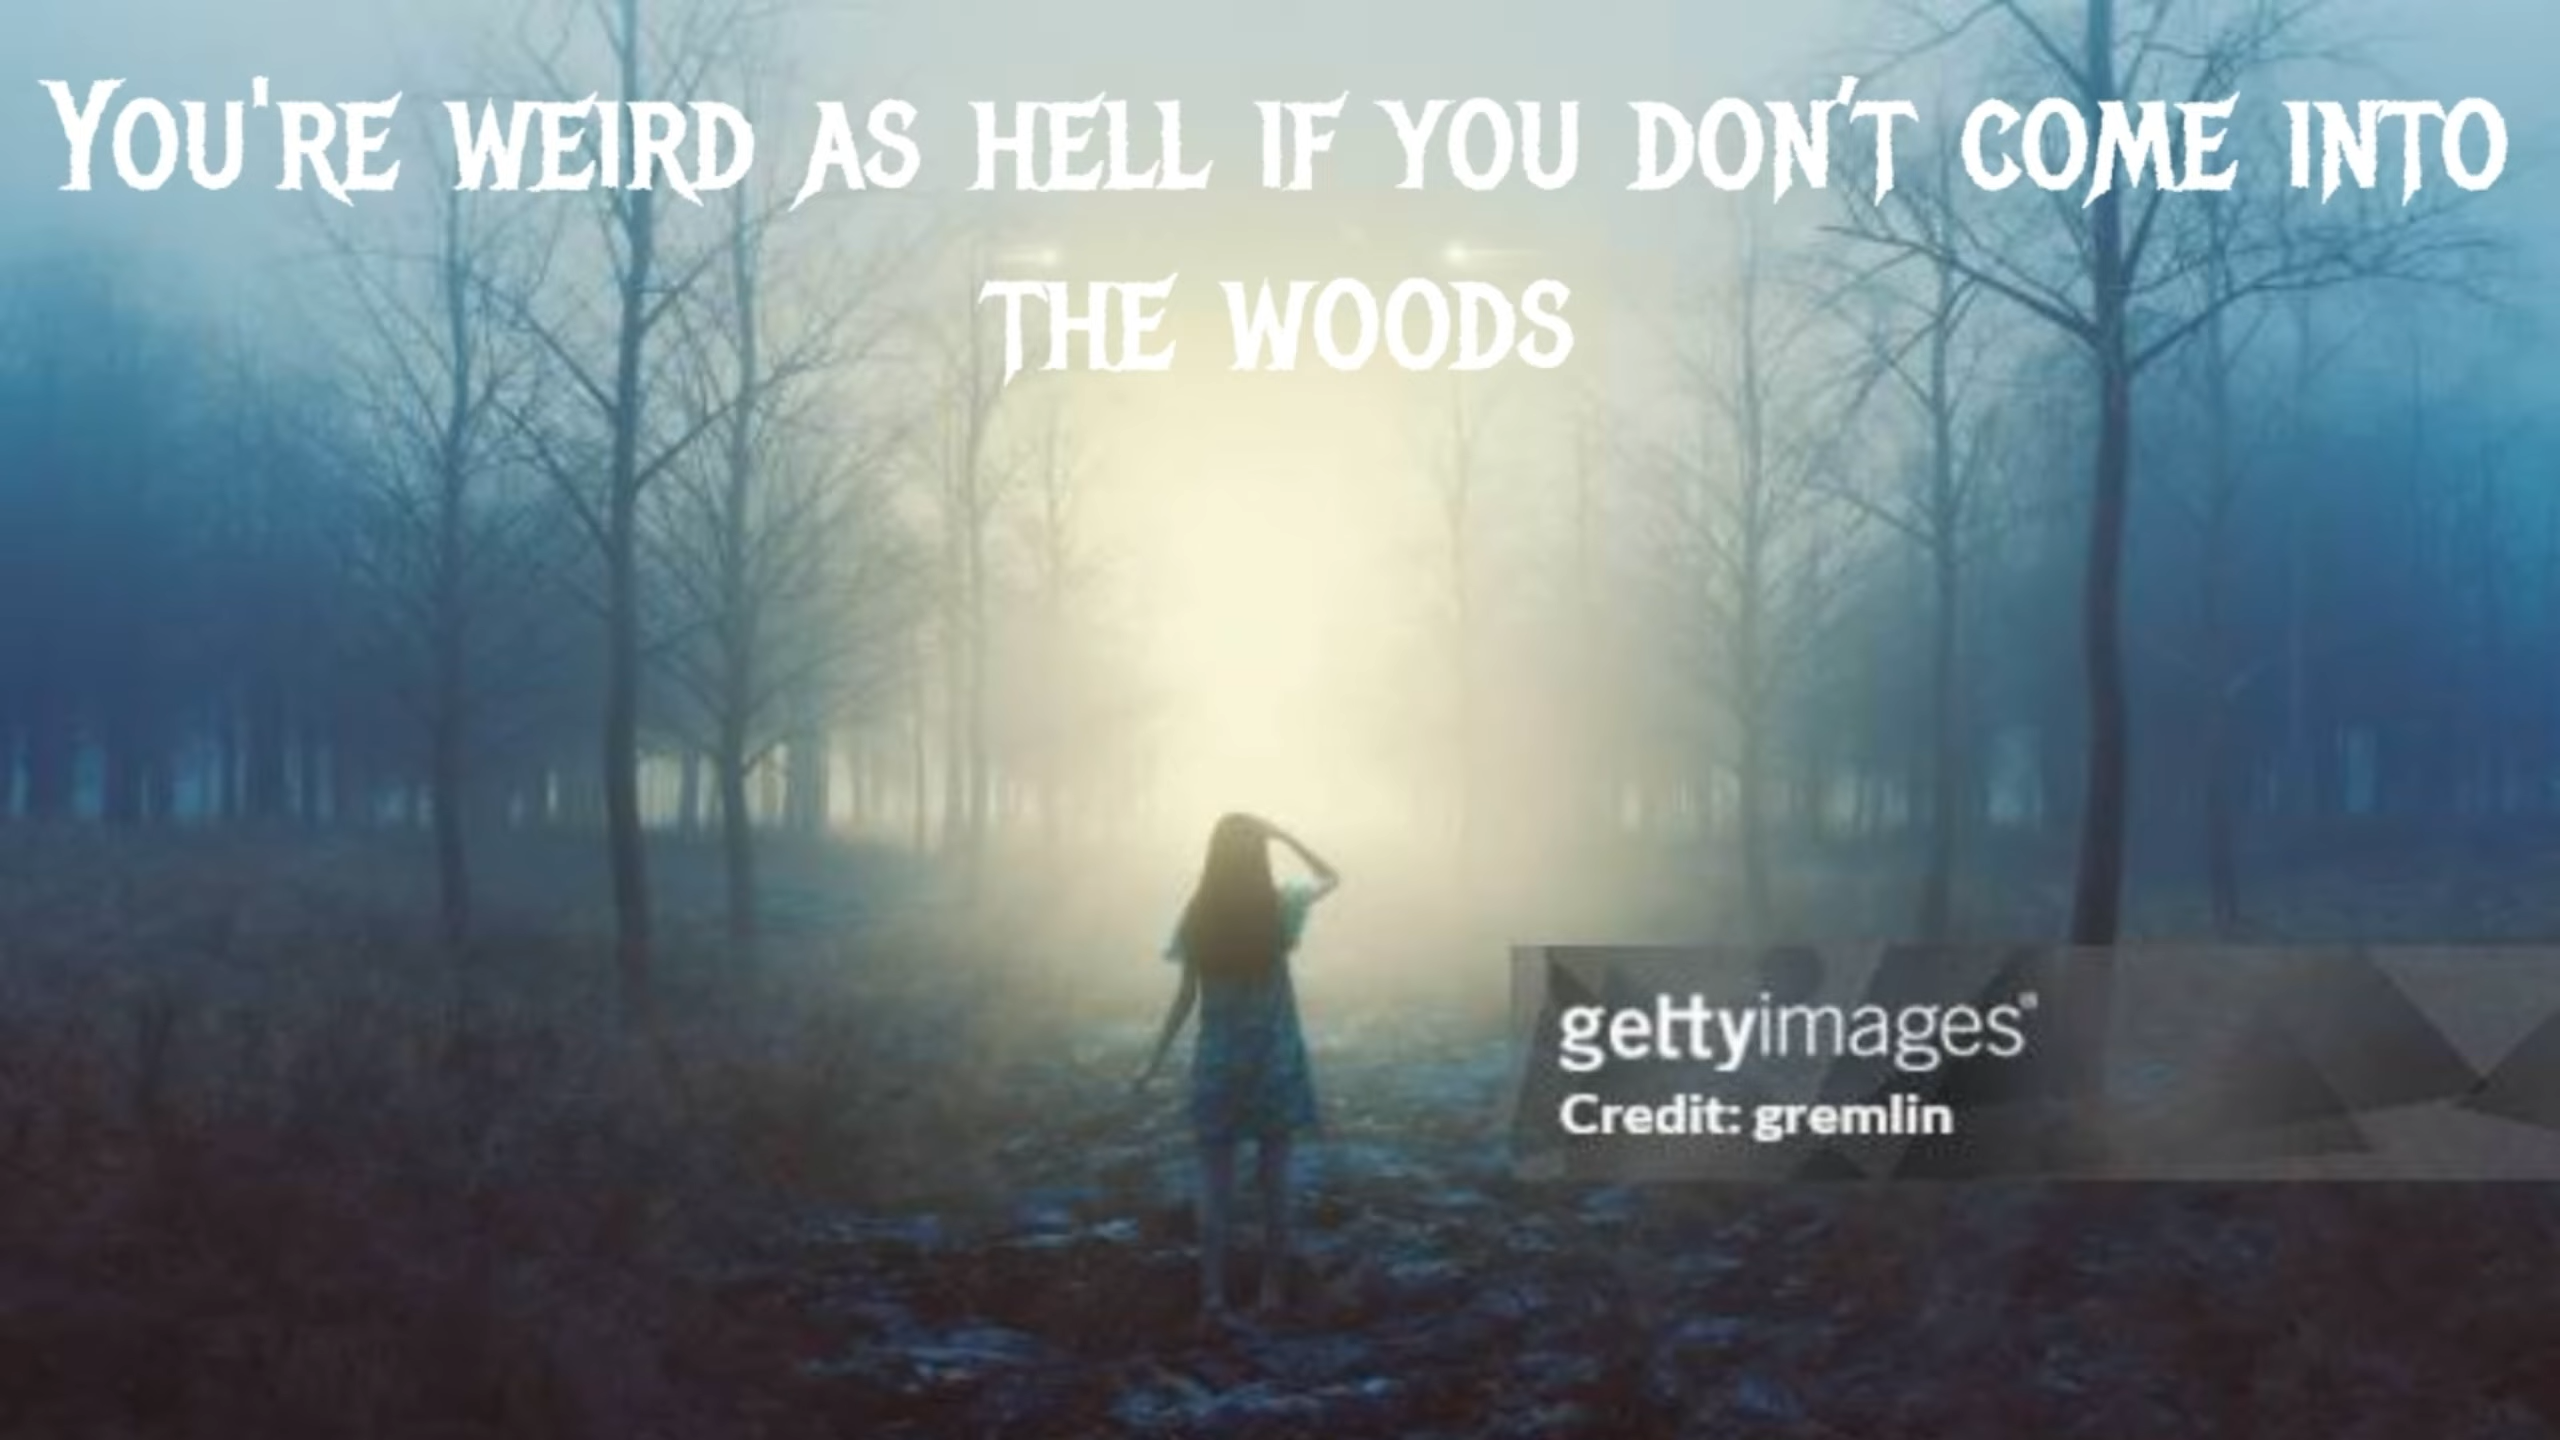 You're weird as hell if you don't come into
the woods
gettyimages®
Credit: gremlin